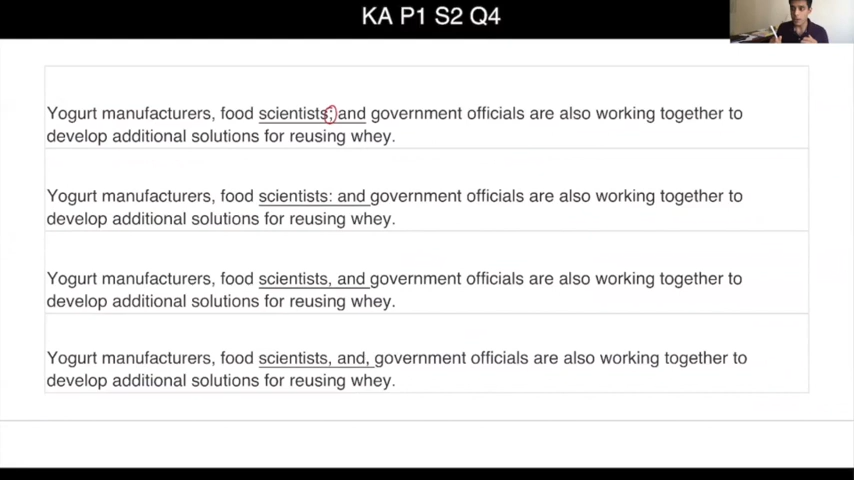 KA P1 S2 Q4
Yogurt manufacturers, food scientists; and government officials are also working together to
develop additional solutions for reusing whey.
Yogurt manufacturers, food scientists: and government officials are also working together to
develop additional solutions for reusing whey.
Yogurt manufacturers, food scientists, and government officials are also working together to
develop additional solutions for reusing whey.
Yogurt manufacturers, food scientists, and, government officials are also working together to
develop additional solutions for reusing whey.